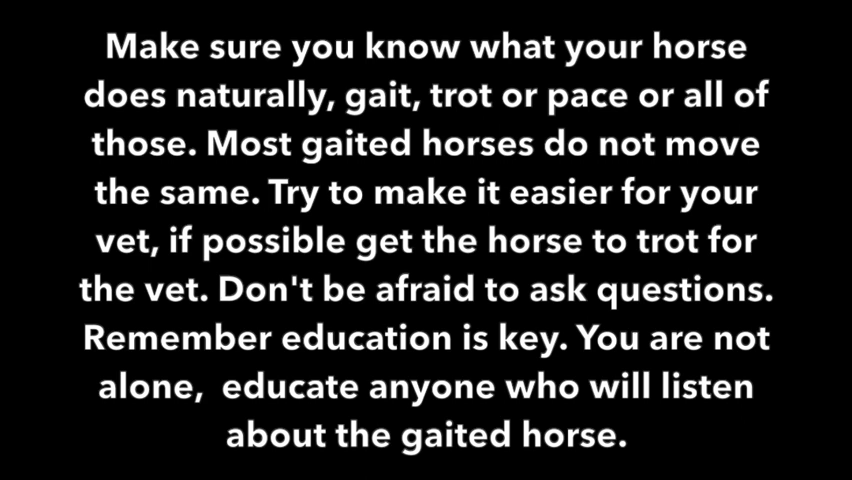 Make sure you know what your horse
does naturally, gait, trot or pace or all of
those. Most gaited horses do not move
the same. Try to make it easier for your
vet, if possible get the horse to trot for
the vet. Don't be afraid to ask questions.
Remember education is key. You are not
alone,  educate anyone who will listen
about the gaited horse.